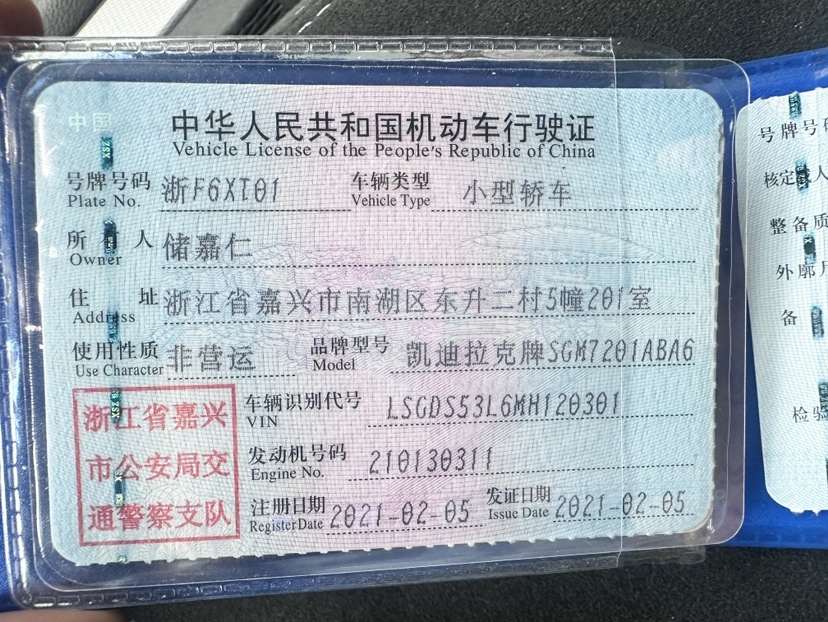 中国
中华人民共和国机动车行驶证
Vehicle License of the People's Republic of China
号牌号码 浙F6XT01 车辆类型 小型轿车
Plate No. Vehicle Type
所有人 储嘉仁
Owner
住址 浙江省嘉兴市南湖区东升二村5幢201室
Address
使用性质 非营运 品牌型号 凯迪拉克牌SGM7201ABA6
Use Character Model
浙江省嘉兴
市公安局交
通警察支队
车辆识别代号 LSGDS53L6MH120301
VIN
发动机号码 210130311
Engine No.
注册日期 2021-02-05 发证日期 2021-02-05
Register Date Issue Date
号牌号
核定 人
整备质
外廓
备
检验